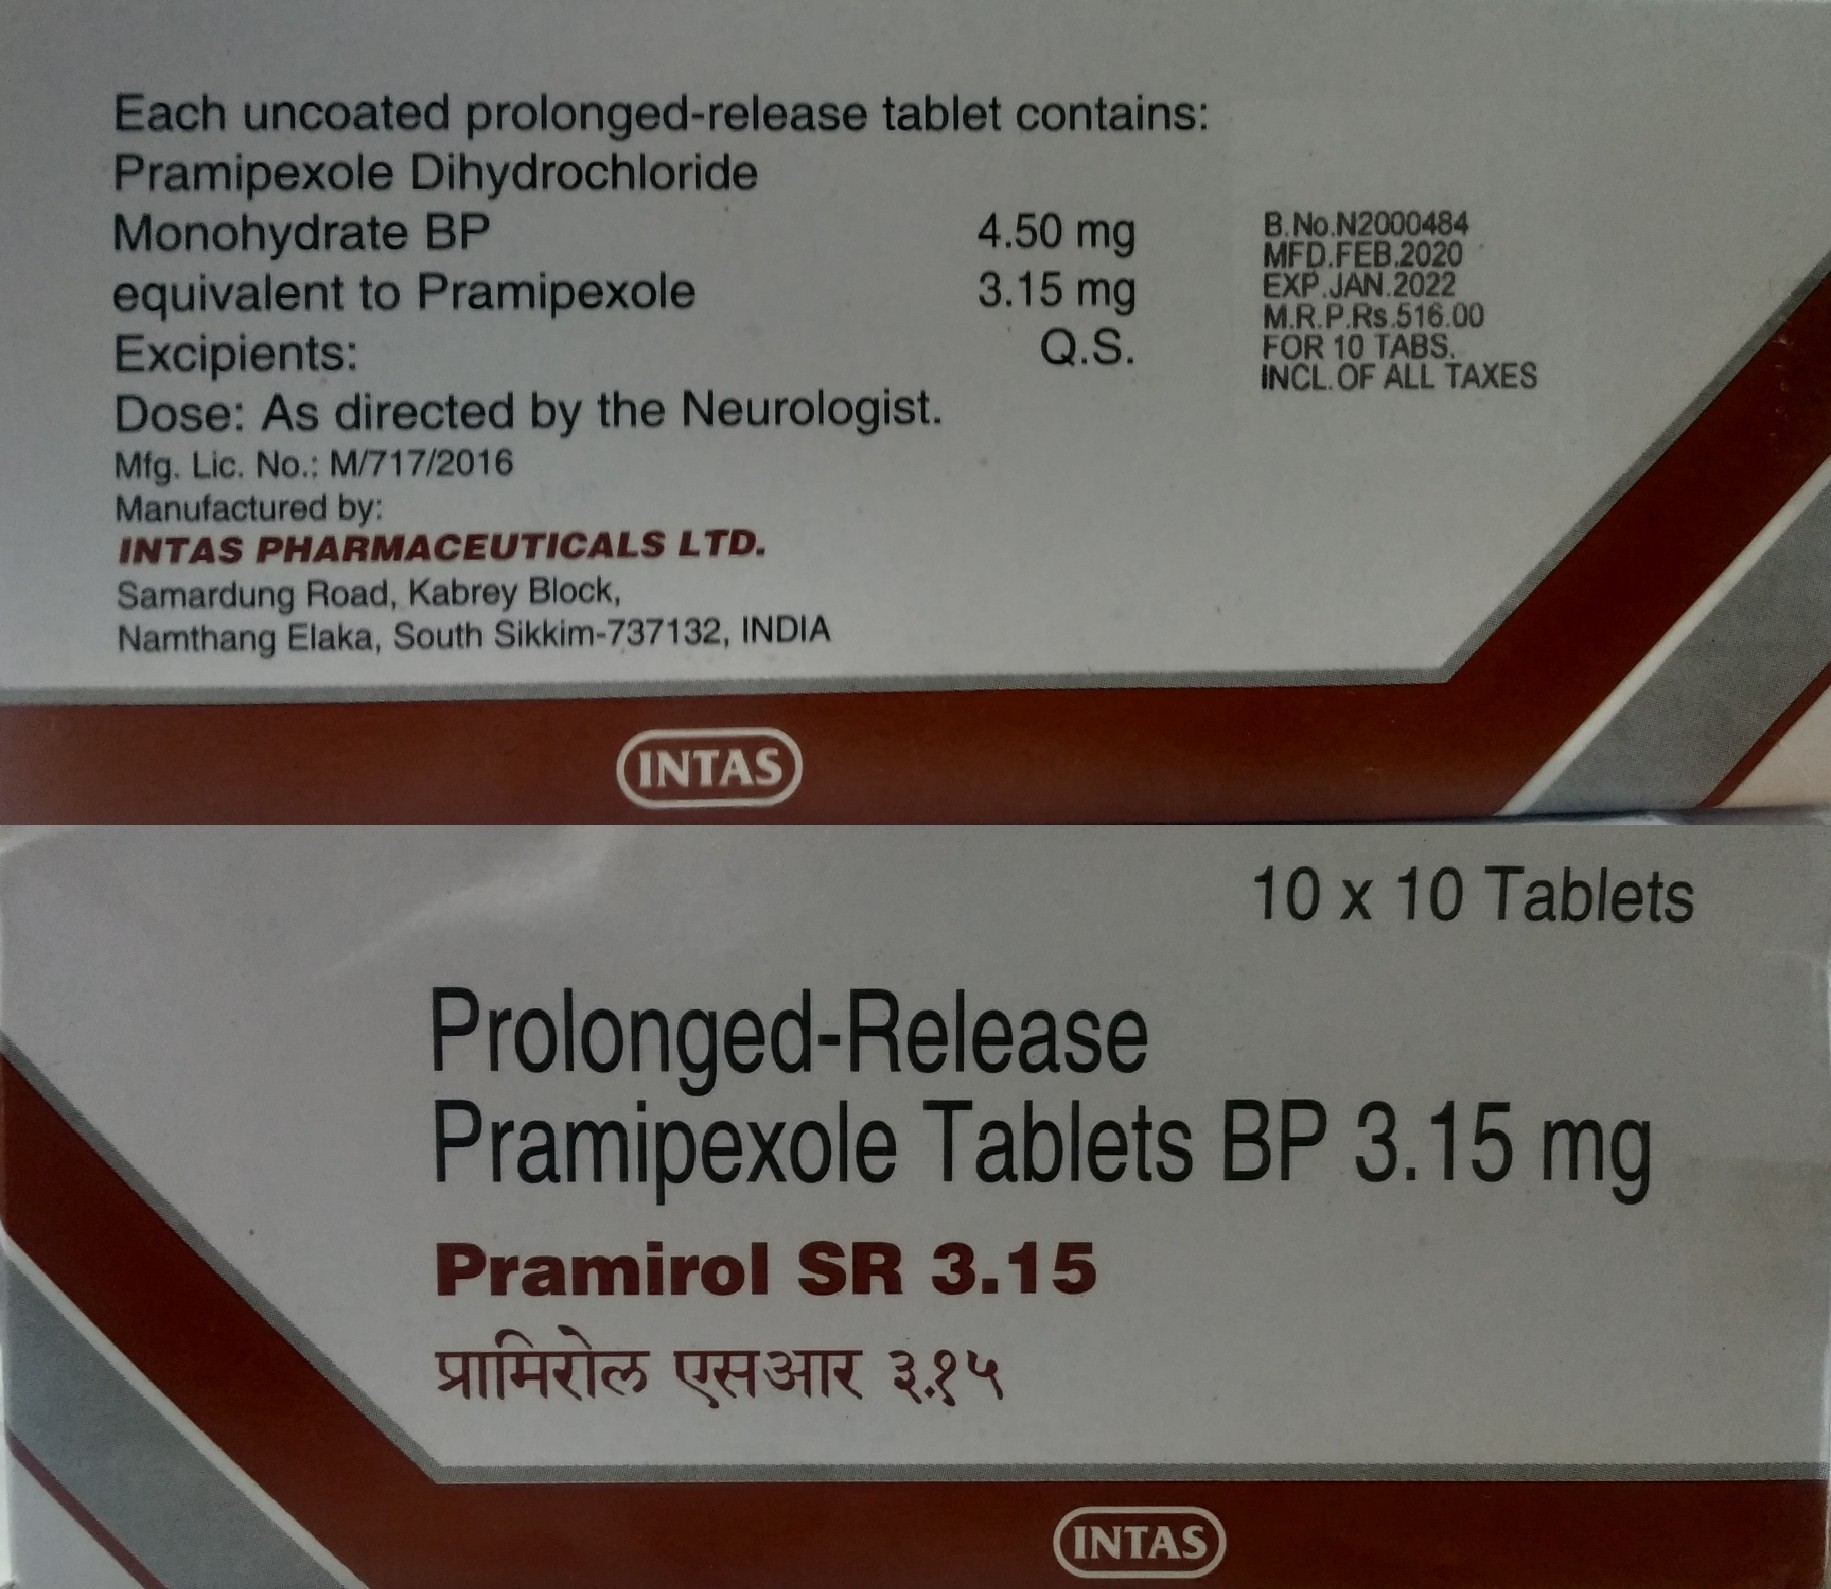 Each uncoated prolonged-release tablet contains:
Pramipexole Dihydrochloride
Monohydrate BP 4.50 mg
equivalent to Pramipexole 3.15 mg
Excipients: Q.S.
Dose: As directed by the Neurologist.
Mfg. Lic. No.: M/717/2016
Manufactured by:
INTAS PHARMACEUTICALS LTD.
Samardung Road, Kabrey Block,
Namthang Elaka, South Sikkim-737132, INDIA
B.No.N2000484
MFD.FEB.2020
EXP.JAN.2022
M.R.P.Rs.516.00
FOR 10 TABS.
INCL.OF ALL TAXES
INTAS
10 x 10 Tablets
Prolonged-Release
Pramipexole Tablets BP 3.15 mg
Pramirol SR 3.15
प्रामिरोल एसआर ३.१५
INTAS